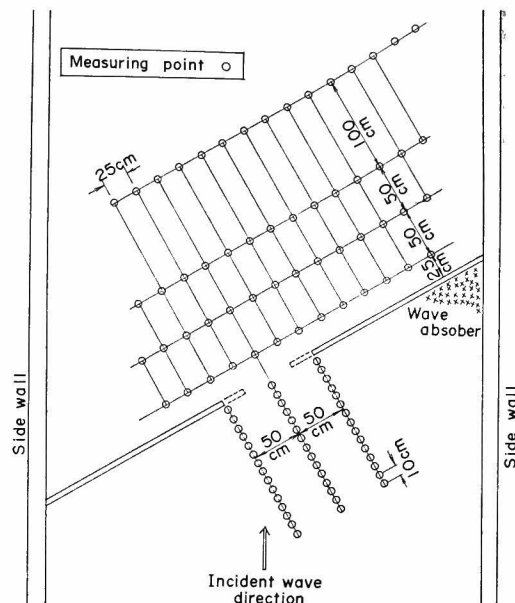 Measuring point
25cm
100
cm
50
cm
50
cm
25
cm
Wave
absober
Side wall
Side wall
50
cm
50
cm
10cm
Incident wave
direction